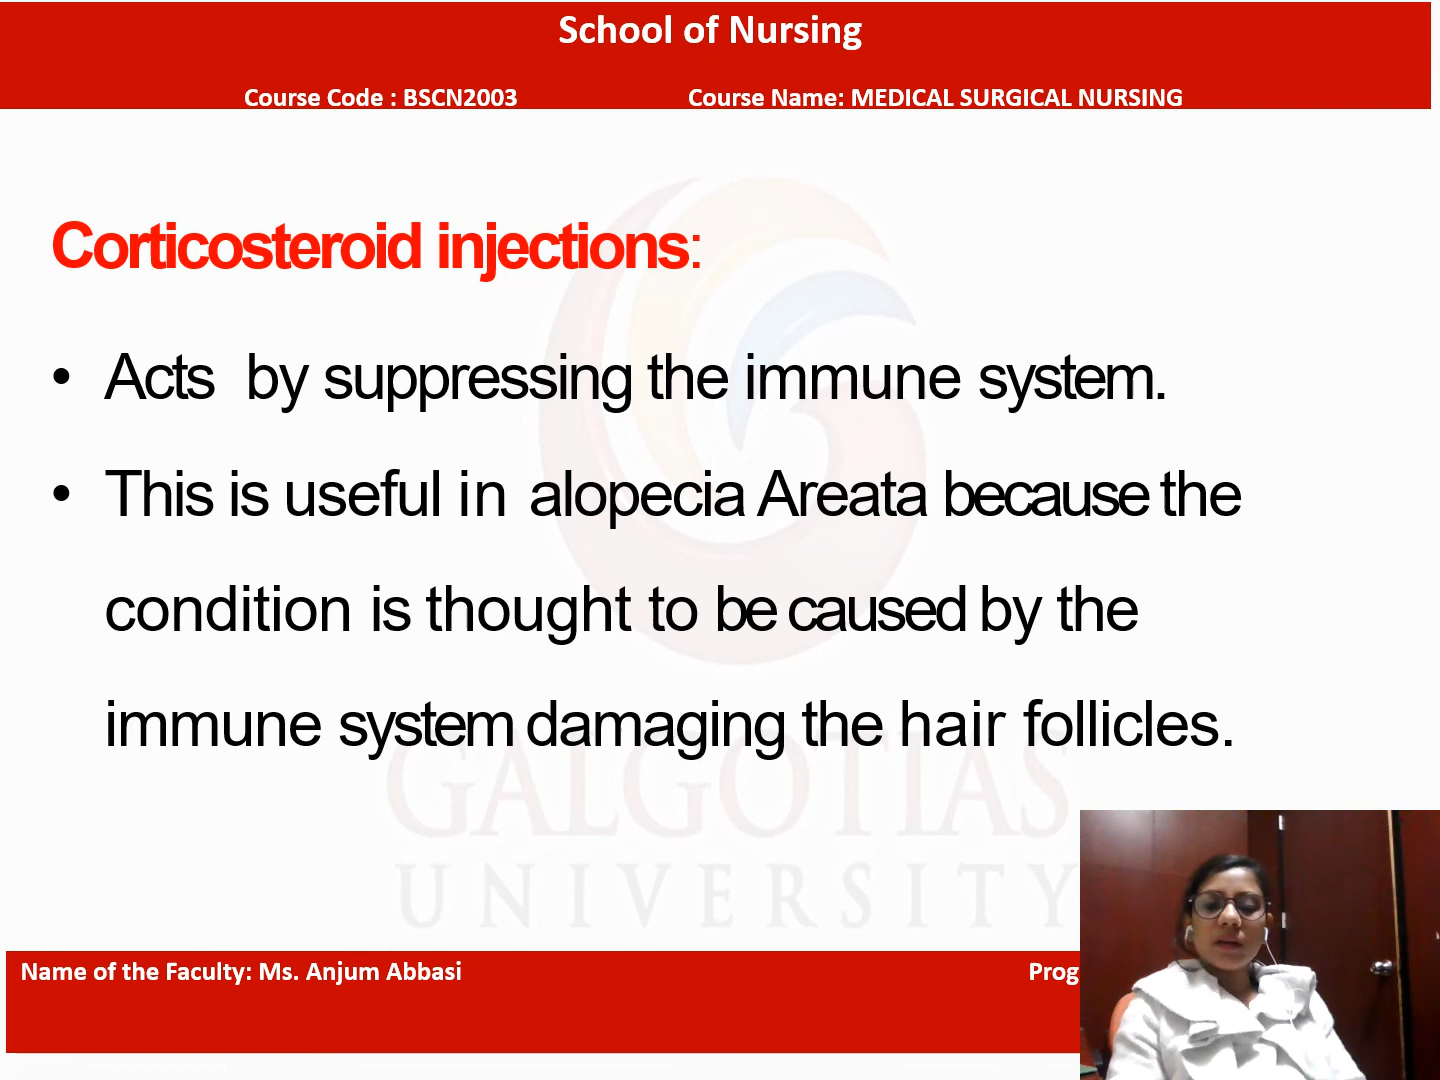 School of Nursing
Course Code : BSCN2003 Course Name: MEDICAL SURGICAL NURSING
Corticosteroid injections:
• Acts by suppressing the immune system.
• This is useful in alopecia Areata because the
condition is thought to be caused by the
immune system damaging the hair follicles.
GALGOTIAS
UNIVERSITY
Name of the Faculty: Ms. Anjum Abbasi Prog